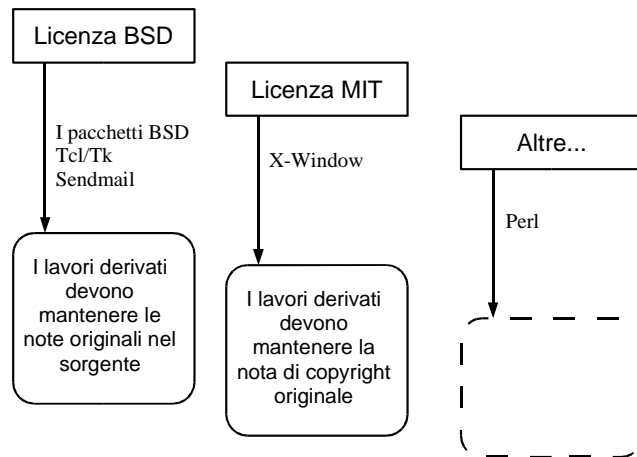 Licenza BSD
I pacchetti BSD
Tcl/Tk
Sendmail
I lavori derivati
devono
mantenere le
note originali nel
sorgente
Licenza MIT
X-Window
I lavori derivati
devono
mantenere la
nota di copyright
originale
Altre...
Perl